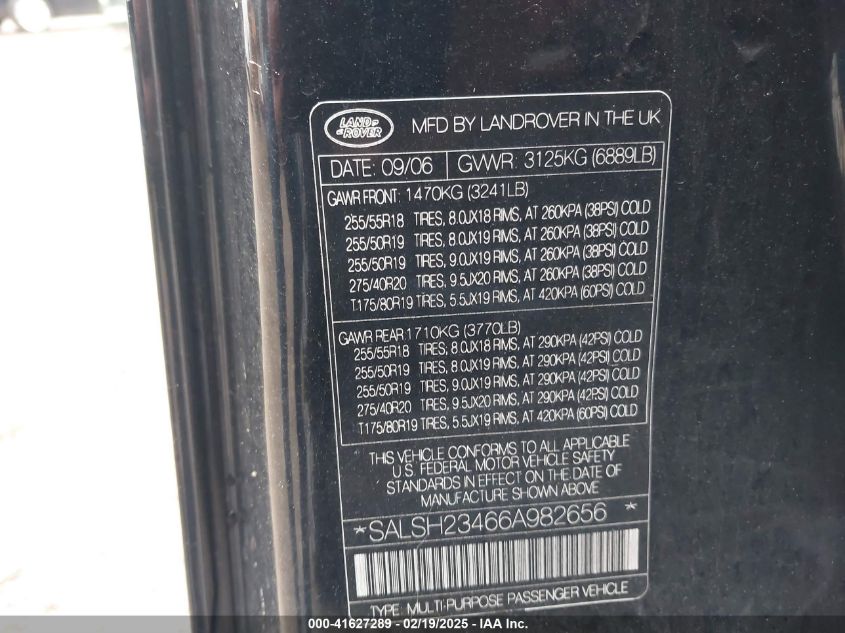 LAND-
ROVER
MFD BY LANDROVER IN THE UK
DATE: 09/06 GVWR: 3125KG (6889LB)
GAWR FRONT: 1470KG (3241LB)
255/55R18 TIRES, 8.0JX18 RIMS, AT 260KPA (38PSI) COLD
255/50R19 TIRES, 8.0JX19 RIMS, AT 260KPA (38PSI) COLD
255/50R19 TIRES, 9.0JX19 RIMS, AT 260KPA (38PSI) COLD
275/40R20 TIRES, 9.5JX20 RIMS, AT 260KPA (38PSI) COLD
T175/80R19 TIRES, 5.5JX19 RIMS, AT 420KPA (60PSI) COLD
GAWR REAR 1710KG (3770LB)
255/55R18 TIRES, 8.0JX18 RIMS, AT 290KPA (42PSI) COLD
255/50R19 TIRES, 8.0JX19 RIMS, AT 290KPA (42PSI) COLD
255/50R19 TIRES, 9.0JX19 RIMS, AT 290KPA (42PSI) COLD
275/40R20 TIRES, 9.5JX20 RIMS, AT 290KPA (42PSI) COLD
T175/80R19 TIRES, 5.5JX19 RIMS, AT 420KPA (60PSI) COLD
THIS VEHICLE CONFORMS TO ALL APPLICABLE
U.S. FEDERAL MOTOR VEHICLE SAFETY
STANDARDS IN EFFECT ON THE DATE OF
MANUFACTURE SHOWN ABOVE
*SALSH23466A982656 *
TYPE: MULTI-PURPOSE PASSENGER VEHICLE
000-41627289 - 02/19/2025 - IAAI.com